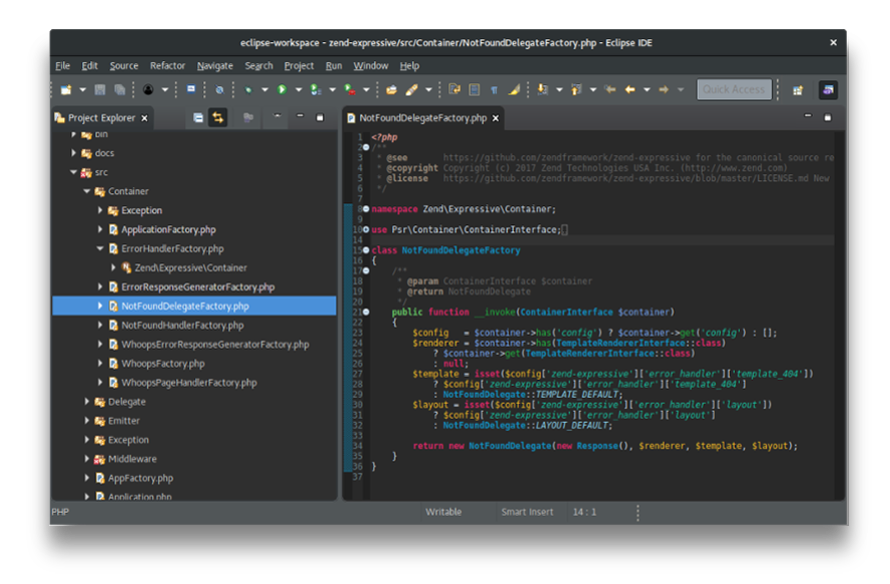 eclipse-workspace - zend-expressive/src/Container/NotFoundDelegateFactory.php - Eclipse IDE
File Edit Source Refactor Navigate Search Project Run Window Help
Quick Access
Project Explorer
bin
docs
src
Container
Exception
ApplicationFactory.php
ErrorHandlerFactory.php
Zend\Expressive\Container
ErrorResponseGeneratorFactory.php
NotFoundDelegateFactory.php
NotFoundHandlerFactory.php
WhoopsErrorResponseGeneratorFactory.php
WhoopsFactory.php
WhoopsPageHandlerFactory.php
Delegate
Emitter
Exception
Middleware
AppFactory.php
Application.php
NotFoundDelegateFactory.php
1 <?php
2 /**
3 * @see https://github.com/zendframework/zend-expressive for the canonical source re
4 * @copyright Copyright (c) 2017 Zend Technologies USA Inc. (http://www.zend.com)
5 * @license https://github.com/zendframework/zend-expressive/blob/master/LICENSE.md New
6 */
7
8 namespace Zend\Expressive\Container;
9
10 use Psr\Container\ContainerInterface;
14
15 class NotFoundDelegateFactory
16 {
17 /**
18 * @param ContainerInterface $container
19 * @return NotFoundDelegate
20 */
21 public function __invoke(ContainerInterface $container)
22 {
23 $config = $container->has('config') ? $container->get('config') : [];
24 $renderer = $container->has(TemplateRendererInterface::class)
25 ? $container->get(TemplateRendererInterface::class)
26 : null;
27 $template = isset($config['zend-expressive']['error_handler']['template_404'])
28 ? $config['zend-expressive']['error_handler']['template_404']
29 : NotFoundDelegate::TEMPLATE_DEFAULT;
30 $layout = isset($config['zend-expressive']['error_handler']['layout'])
31 ? $config['zend-expressive']['error_handler']['layout']
32 : NotFoundDelegate::LAYOUT_DEFAULT;
33
34 return new NotFoundDelegate(new Response(), $renderer, $template, $layout);
35 }
36 }
37
PHP Writable Smart Insert 14 : 1